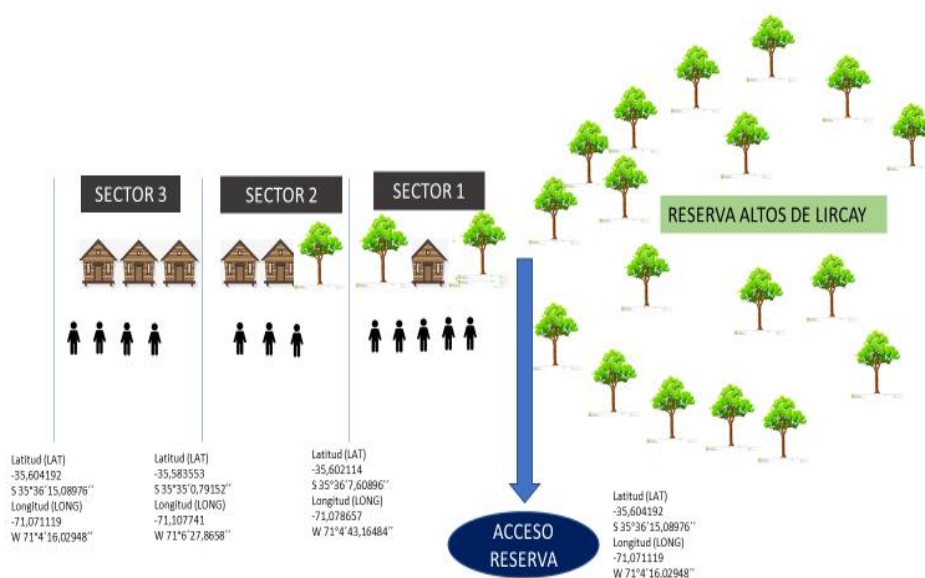 SECTOR 3
SECTOR 2
SECTOR 1
RESERVA ALTOS DE LIRCAY
Latitud (LAT)
-35,604192
S 35°36´15,08976´´
Longitud (LONG)
-71,071119
W 71°4´16,02948´´
Latitud (LAT)
-35,583553
S 35°35´0,79152´´
Longitud (LONG)
-71,107741
W 71°6´27,8658´´
Latitud (LAT)
-35,602114
S 35°36´7,60896´´
Longitud (LONG)
-71,078657
W 71°4´43,16484´´
ACCESO
RESERVA
Latitud (LAT)
-35,604192
S 35°36´15,08976´´
Longitud (LONG)
-71,071119
W 71°4´16,02948´´